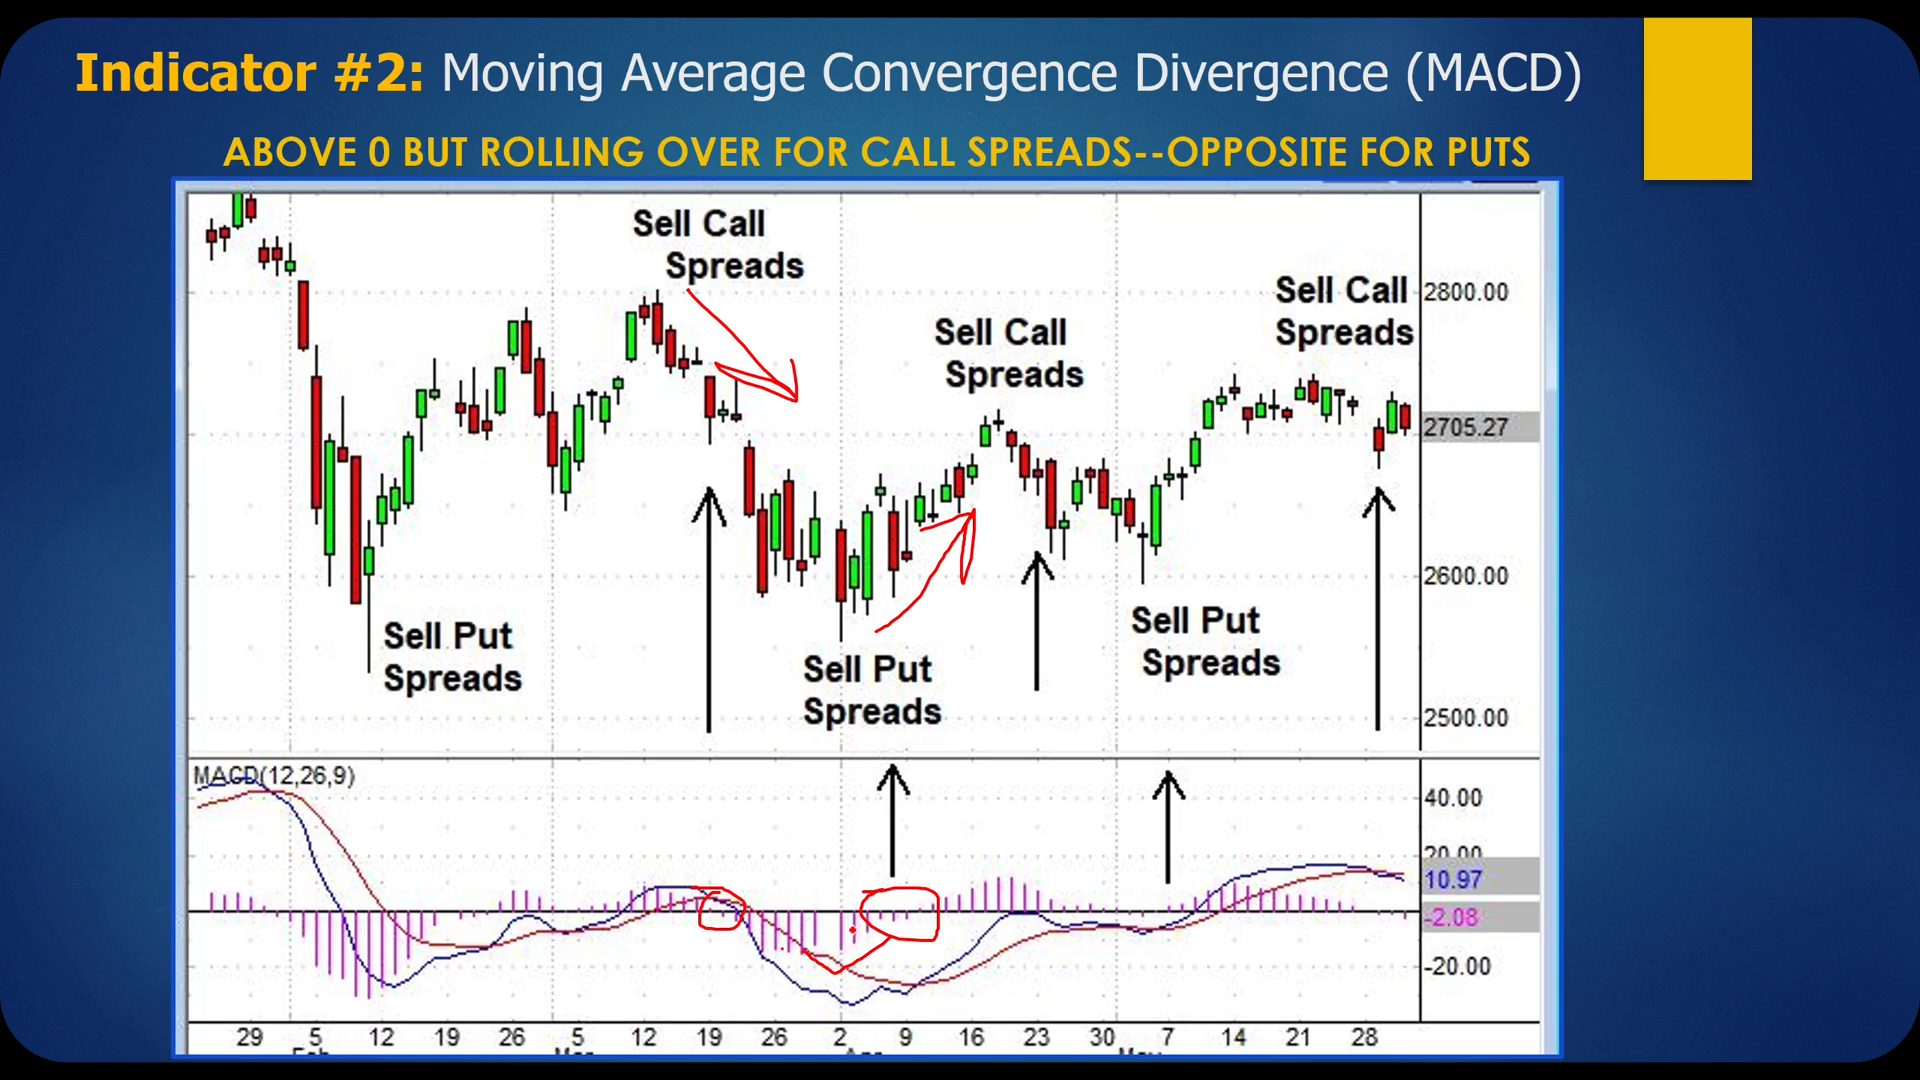 Indicator #2: Moving Average Convergence Divergence (MACD)
ABOVE 0 BUT ROLLING OVER FOR CALL SPREADS--OPPOSITE FOR PUTS
Sell Call
Spreads
Sell Call
Spreads
Sell Call
Spreads
2800.00
2705.27
2600.00
2500.00
Sell Put
Spreads
Sell Put
Spreads
Sell Put
Spreads
MACD(12,26,9)
40.00
20.00
10.97
-2.08
-20.00
29 5 12 19 26 5 12 19 26 2 9 16 23 30 7 14 21 28
Feb Mar Apr May